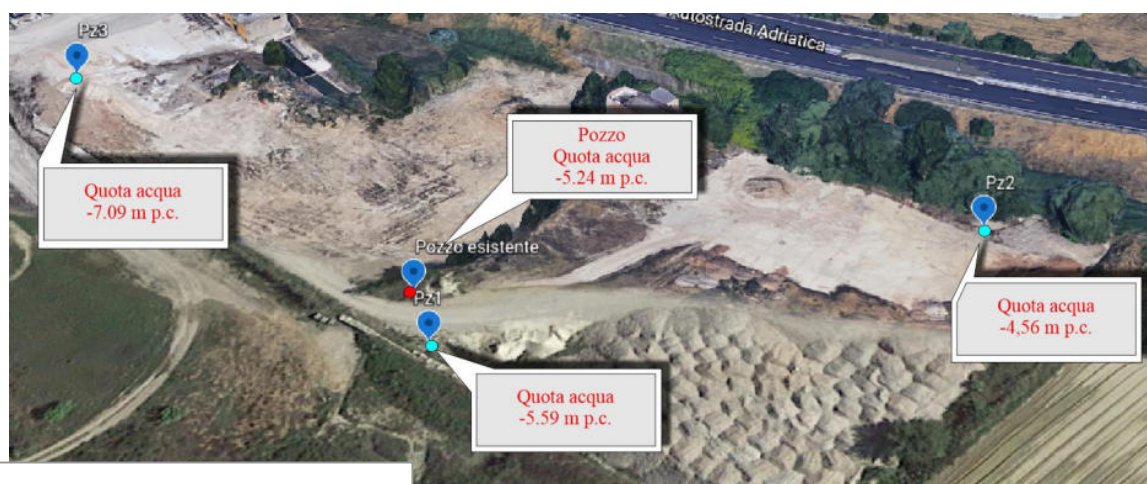 Autostrada Adriatica
Pz3
Pozzo
Quota acqua
-5.24 m p.c.
Quota acqua
-7.09 m p.c.
Pz2
Pozzo esistente
Pz1
Quota acqua
-4,56 m p.c.
Quota acqua
-5.59 m p.c.